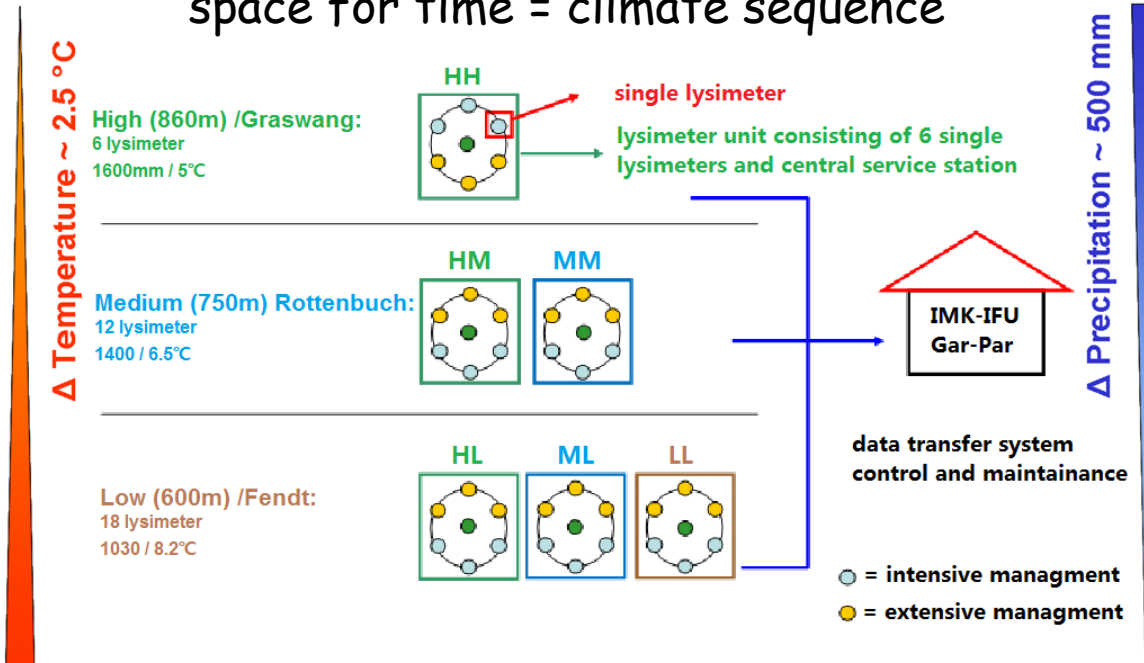 space for time = climate sequence
Δ Temperature ~ 2.5 °C
Δ Precipitation ~ 500 mm
HH
High (860m) /Graswang:
6 lysimeter
1600mm / 5℃
single lysimeter
lysimeter unit consisting of 6 single
lysimeters and central service station
HM
MM
Medium (750m) Rottenbuch:
12 lysimeter
1400 / 6.5℃
IMK-IFU
Gar-Par
HL
ML
LL
Low (600m) /Fendt:
18 lysimeter
1030 / 8.2℃
data transfer system
control and maintainance
= intensive managment
= extensive managment